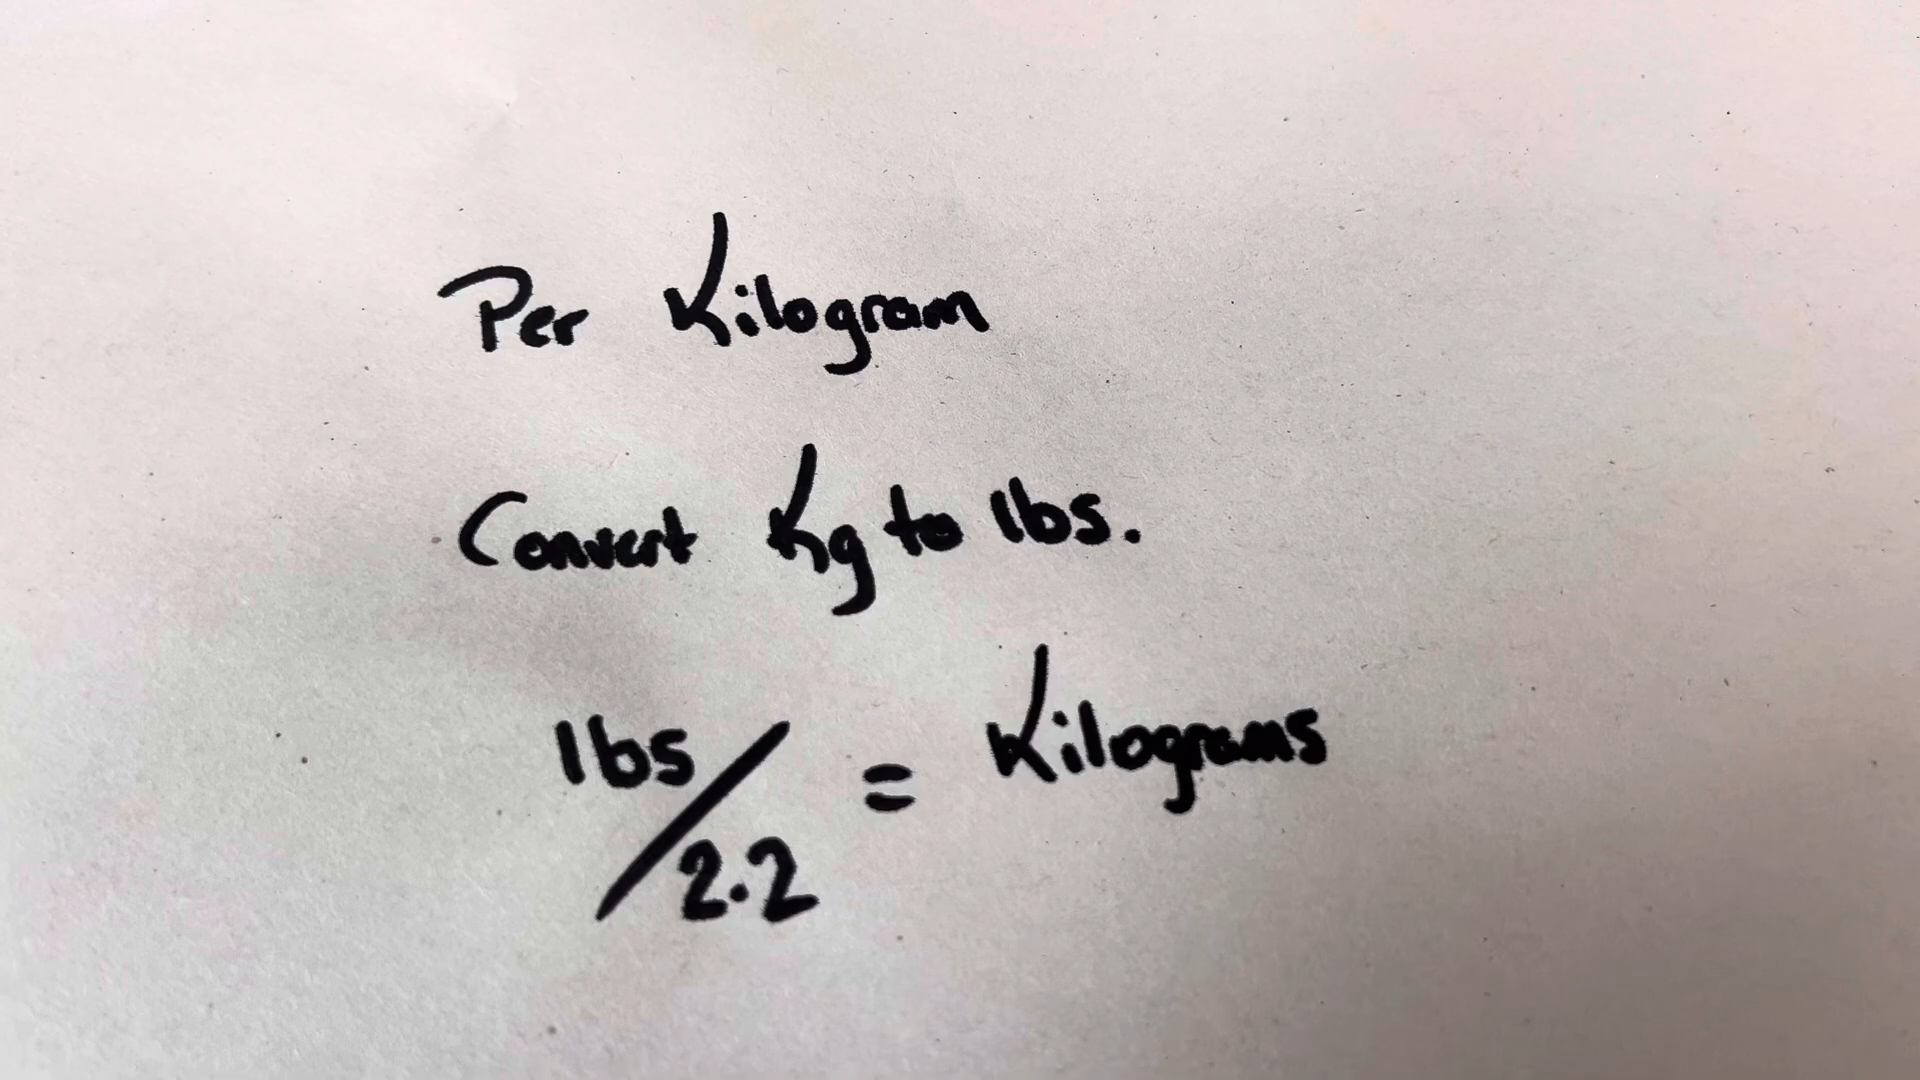 Per Kilogram
Convert Kg to lbs.
lbs/2.2 = Kilograms